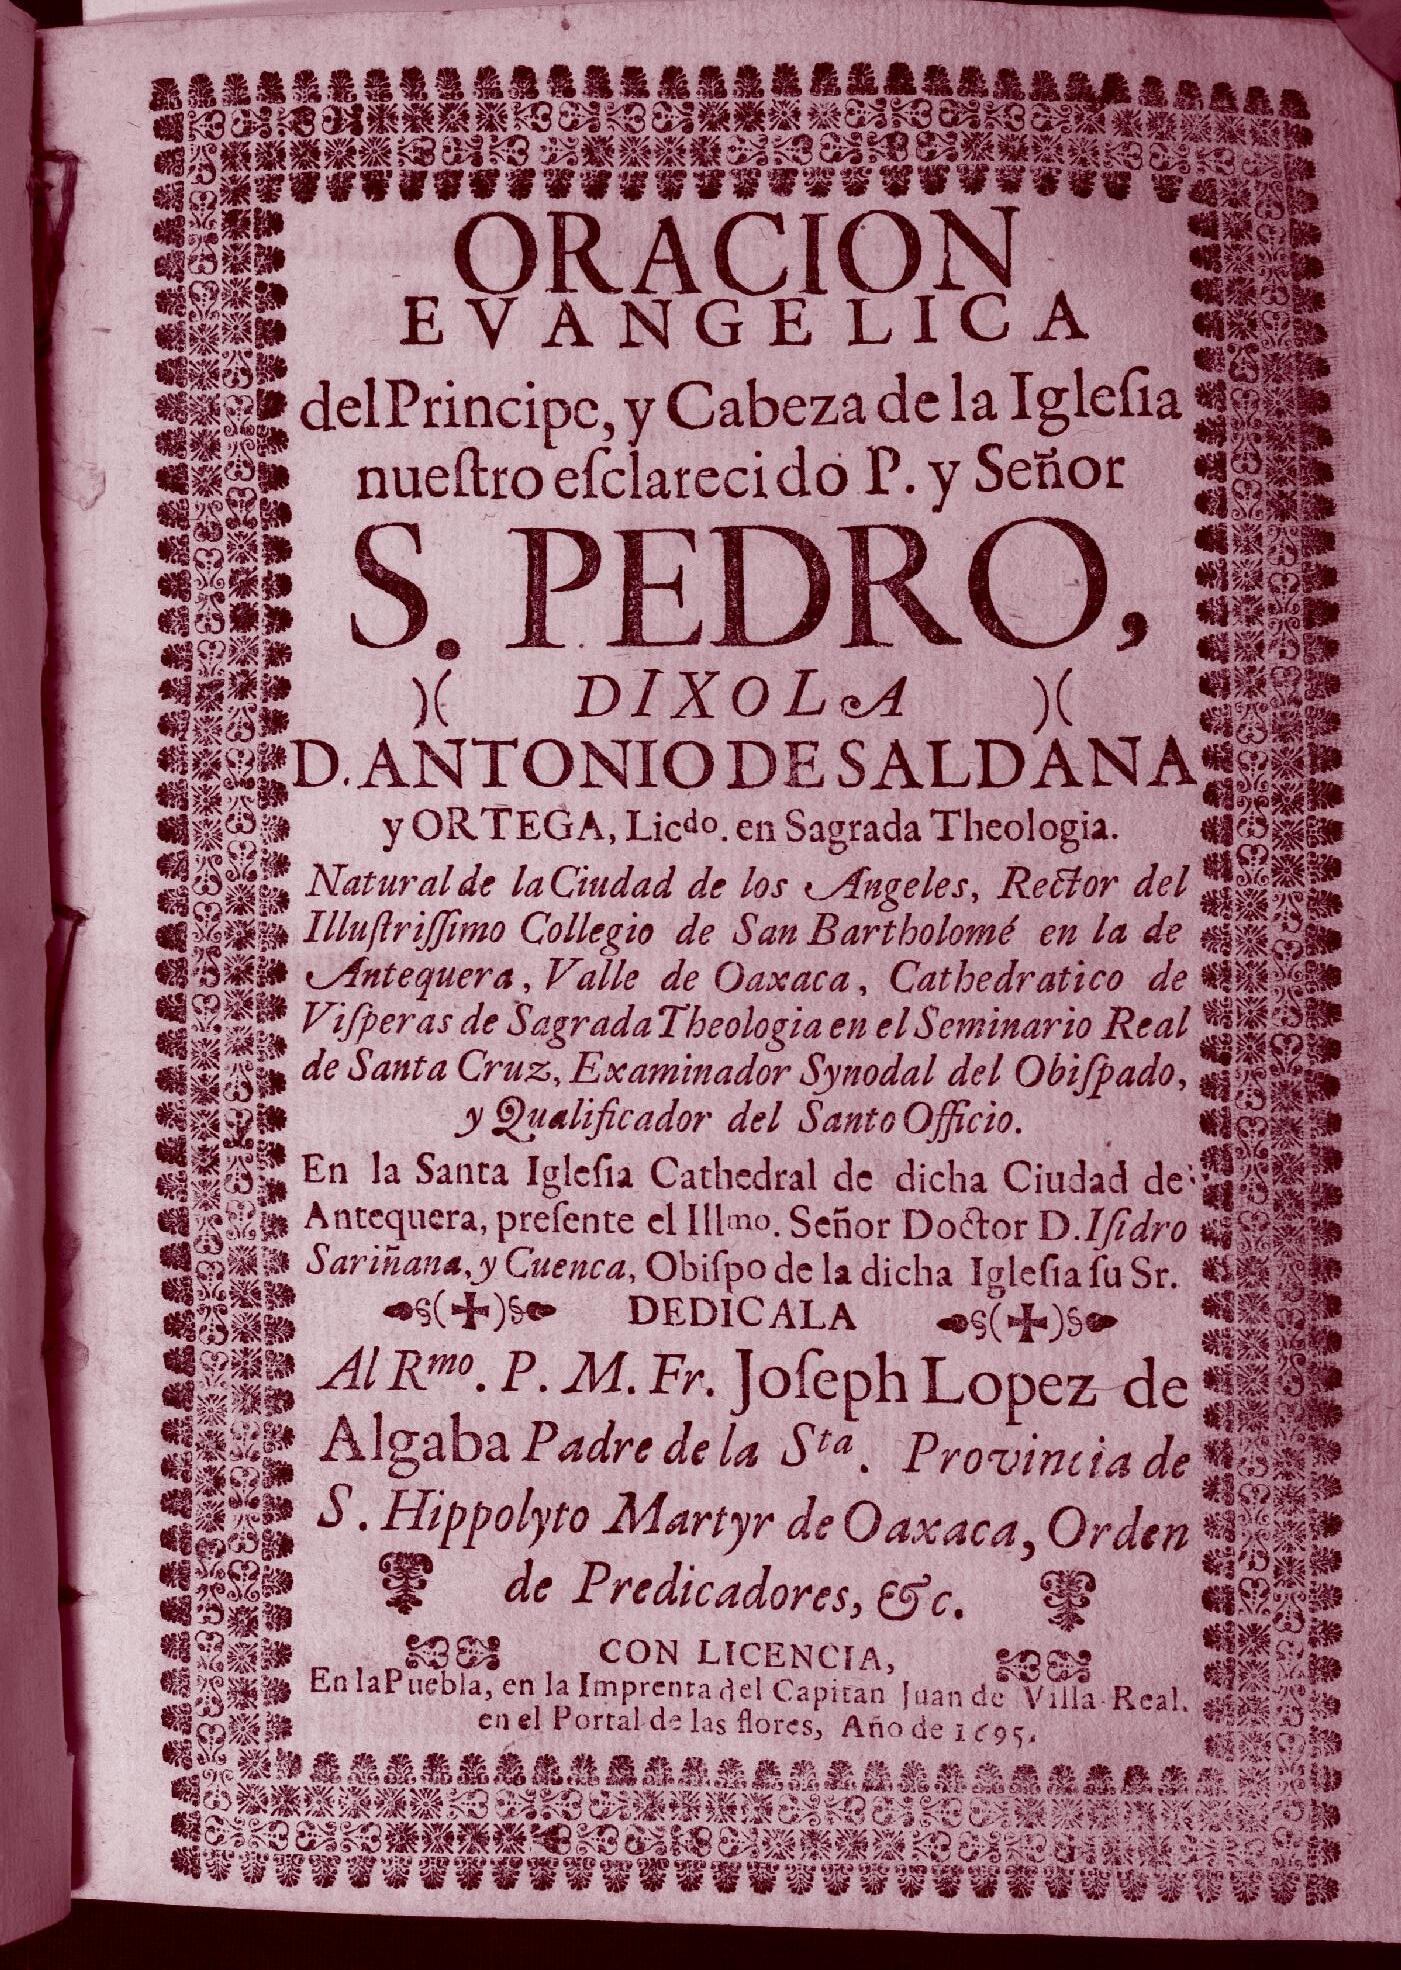 ORACION
EVANGELICA
del Principe, y Cabeza de la Igleſia
nueſtro eſclarecido P. y Señor
S. PEDRO,
)( DIXOLA )(
D. ANTONIO DE SALDANA
y ORTEGA, Licdo. en Sagrada Theologia.
Natural de la Ciudad de los Angeles, Rector del
Illuſtriſſimo Collegio de San Bartholomé en la de
Antequera, Valle de Oaxaca, Cathedratico de
Viſperas de Sagrada Theologia en el Seminario Real
de Santa Cruz, Examinador Synodal del Obiſpado,
y Qualificador del Santo Officio.
En la Santa Igleſia Cathedral de dicha Ciudad de
Antequera, preſente el Illmo. Señor Doctor D. Iſidro
Sariñana, y Cuenca, Obiſpo de la dicha Igleſia ſu Sr.
§(✠)§ DEDICALA §(✠)§
Al Rmo. P. M. Fr. Joſeph Lopez de
Algaba Padre de la Sta. Provincia de
S. Hippolyto Martyr de Oaxaca, Orden
de Predicadores, &c.
CON LICENCIA,
En la Puebla, en la Imprenta del Capitan Juan de Villa-Real.
en el Portal de las flores, Año de 1695.